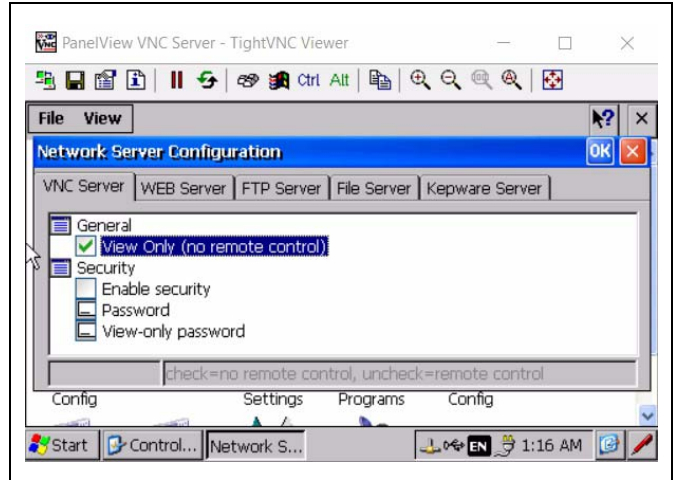 PanelView VNC Server - TightVNC Viewer
Ctrl Alt
File View
?
Network Server Configuration OK
VNC Server WEB Server FTP Server File Server Kepware Server
General
View Only (no remote control)
Security
Enable security
Password
View-only password
check=no remote control, uncheck=remote control
Config Settings Programs Config
Start Control... Network S... EN 1:16 AM